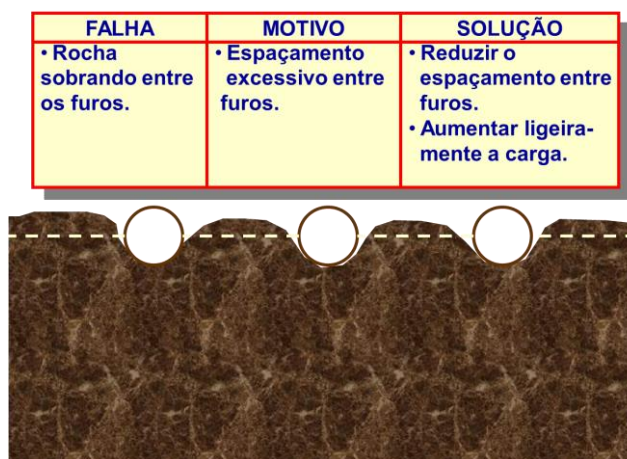 FALHA
MOTIVO
SOLUÇÃO
• Rocha
sobrando entre
os furos.
• Espaçamento
excessivo entre
furos.
• Reduzir o
espaçamento entre
furos.
• Aumentar ligeira-
mente a carga.